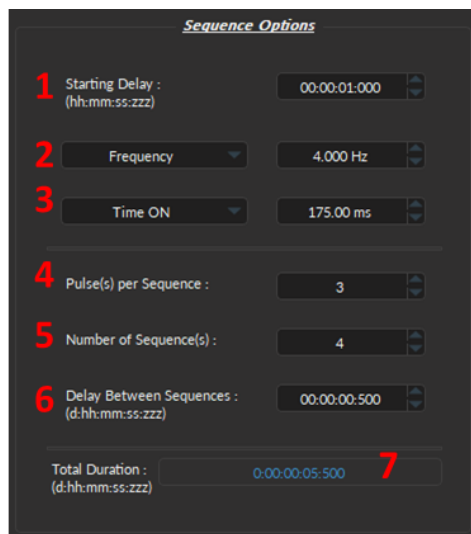 Sequence Options
1 Starting Delay : 00:00:01:000
(hh:mm:ss:zzz)
2 Frequency 4.000 Hz
3 Time ON 175.00 ms
4 Pulse(s) per Sequence : 3
5 Number of Sequence(s) : 4
6 Delay Between Sequences : 00:00:00:500
(d:hh:mm:ss:zzz)
Total Duration : 0:00:00:05:500 7
(d:hh:mm:ss:zzz)